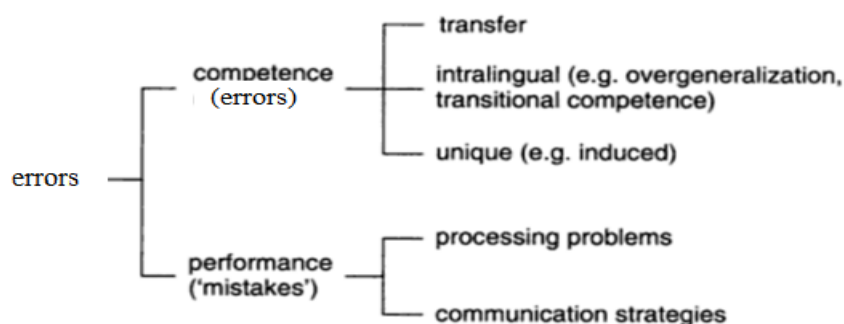 transfer
competence
(errors)
intralingual (e.g. overgeneralization,
transitional competence)
unique (e.g. induced)
errors
performance
('mistakes')
processing problems
communication strategies